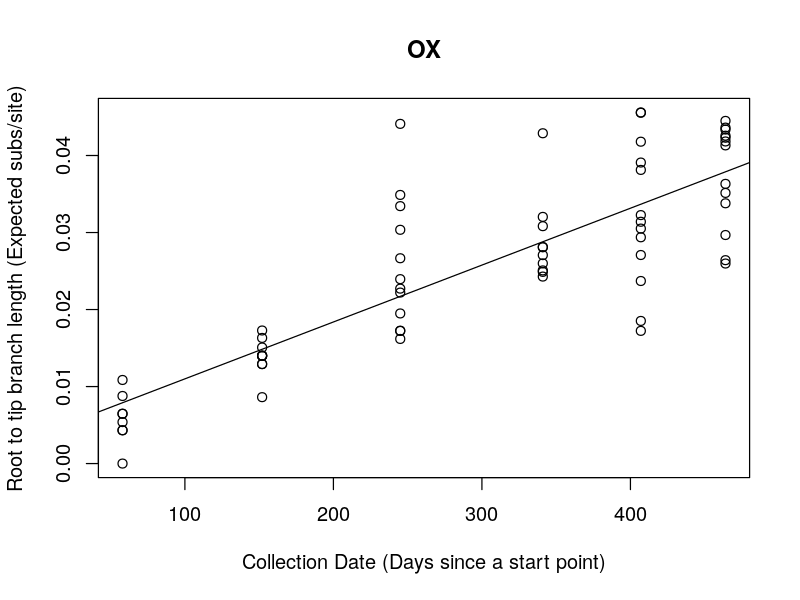 OX
Root to tip branch length (Expected subs/site)
0.04
0.03
0.02
0.01
0.00
100 200 300 400
Collection Date (Days since a start point)